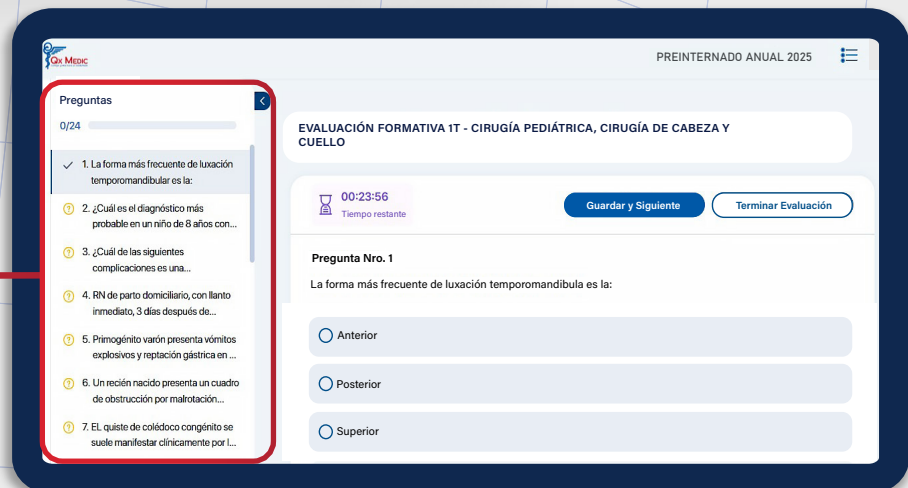 Qx Medic
PREINTERNADO ANUAL 2025
Preguntas
0/24
1. La forma más frecuente de luxación
temporomandibular es la:
2. ¿Cuál es el diagnóstico más
probable en un niño de 8 años con...
3. ¿Cuál de las siguientes
complicaciones es una...
4. RN de parto domiciliario, con llanto
inmediato, 3 días después de...
5. Primogénito varón presenta vómitos
explosivos y reptación gástrica en ...
6. Un recién nacido presenta un cuadro
de obstrucción por malrotación...
7. EL quiste de colédoco congénito se
suele manifestar clínicamente por l...
EVALUACIÓN FORMATIVA 1T - CIRUGÍA PEDIÁTRICA, CIRUGÍA DE CABEZA Y
CUELLO
00:23:56
Tiempo restante
Guardar y Siguiente
Terminar Evaluación
Pregunta Nro. 1
La forma más frecuente de luxación temporomandibula es la:
Anterior
Posterior
Superior